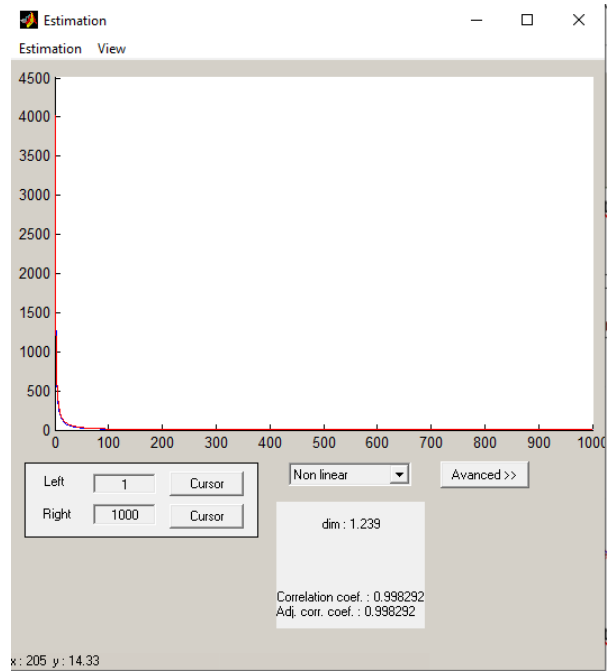 Estimation
Estimation View
4500
4000
3500
3000
2500
2000
1500
1000
500
0
0 100 200 300 400 500 600 700 800 900 1000
Left 1 Cursor
Right 1000 Cursor
Non linear
Avanced >>
dim : 1.239
Correlation coef. : 0.998292
Adj. corr. coef. : 0.998292
x : 205 y : 14.33